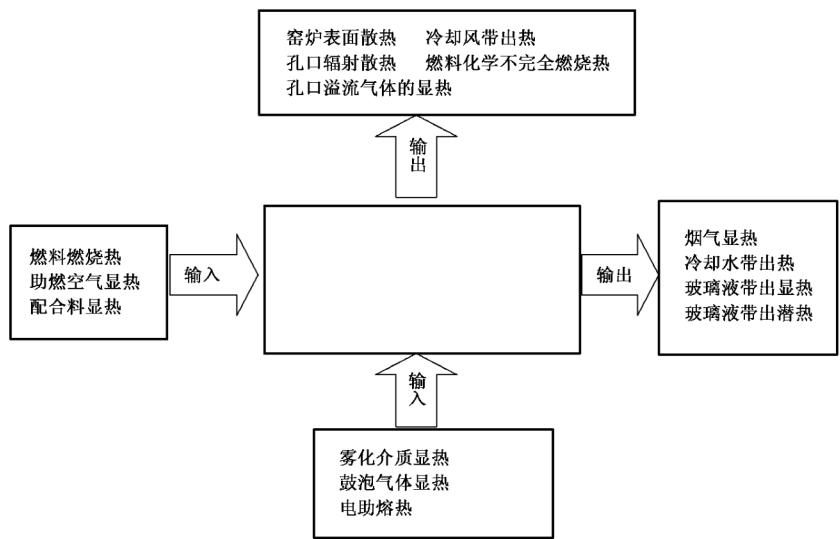 窑炉表面散热 冷却风带出热
孔口辐射散热 燃料化学不完全燃烧热
孔口溢流气体的显热
输出
燃料燃烧热
助燃空气显热
配合料显热
输入
输出
烟气显热
冷却水带出热
玻璃液带出显热
玻璃液带出潜热
输入
雾化介质显热
鼓泡气体显热
电助熔热